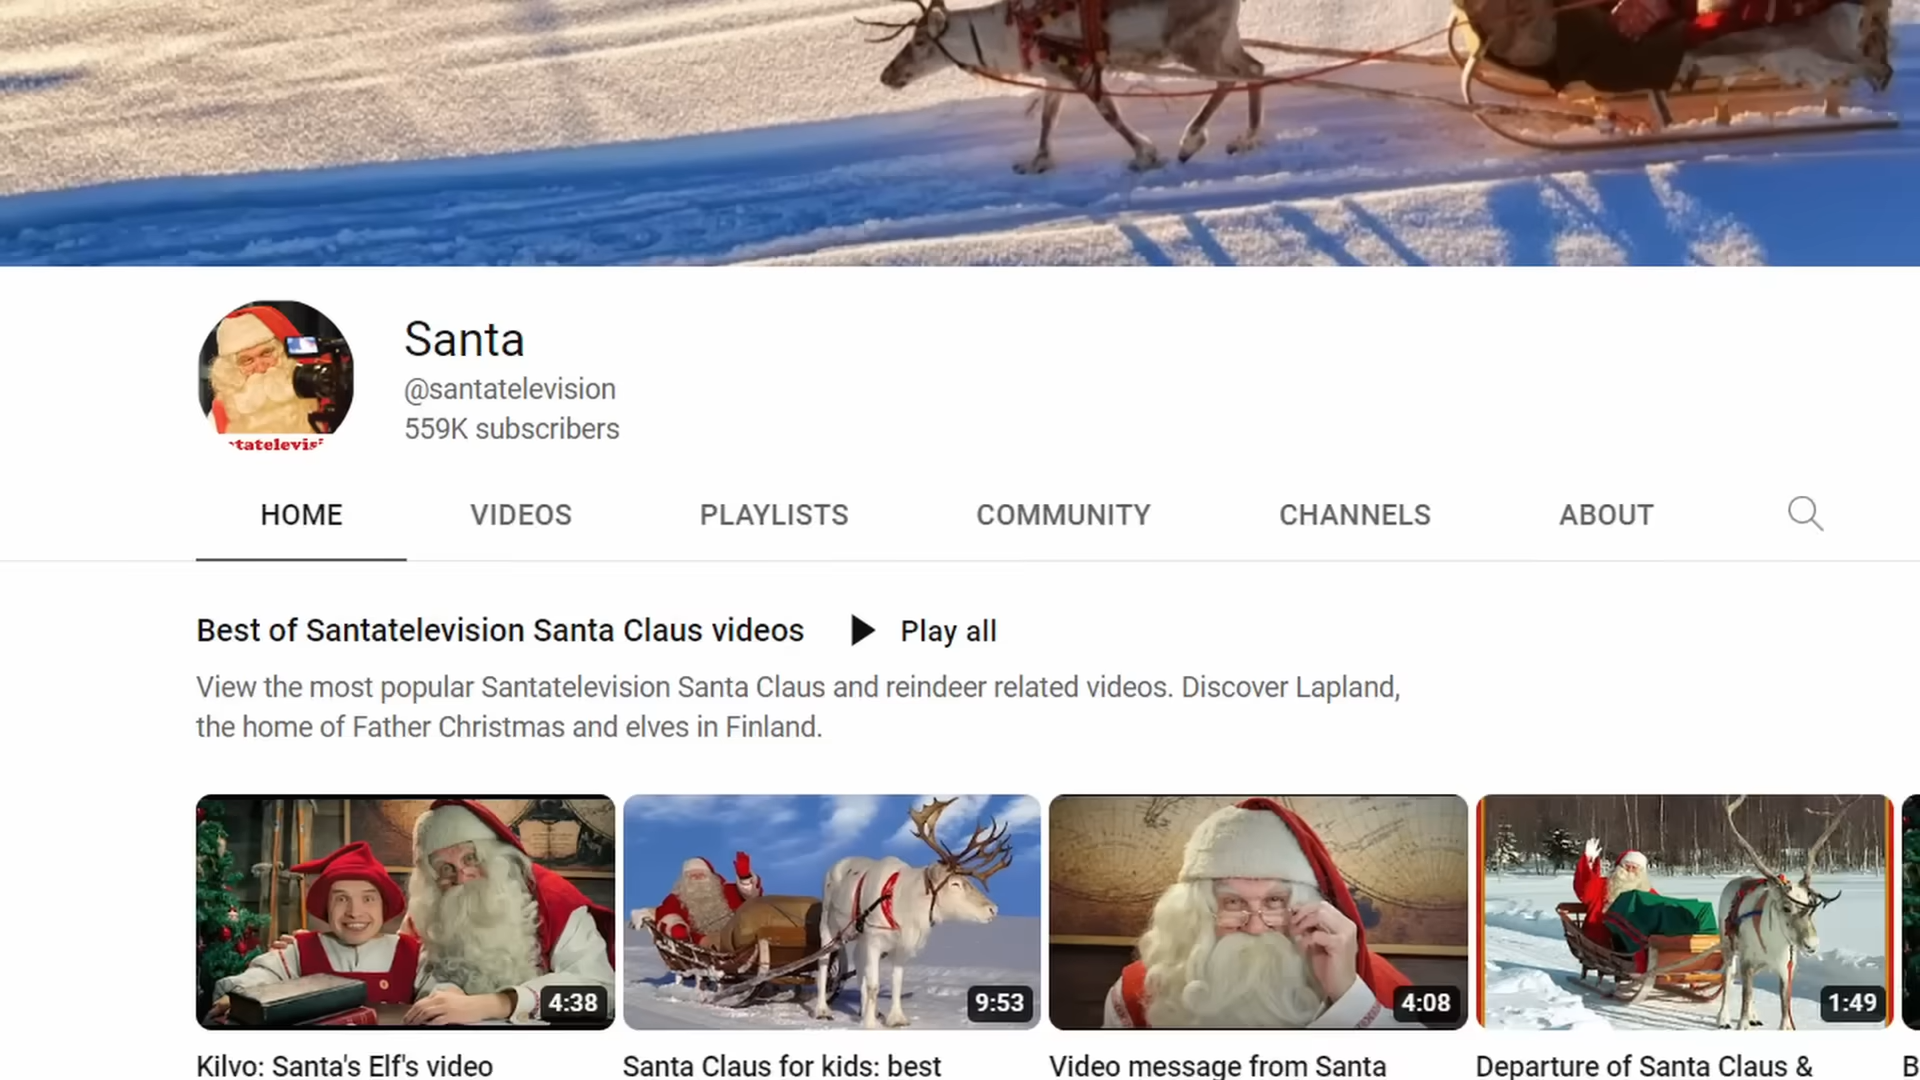 Santa
@santatelevision
559K subscribers
tatelevis
HOME VIDEOS PLAYLISTS COMMUNITY CHANNELS ABOUT
Best of Santatelevision Santa Claus videos Play all
View the most popular Santatelevision Santa Claus and reindeer related videos. Discover Lapland,
the home of Father Christmas and elves in Finland.
4:38 9:53 4:08 1:49
Kilvo: Santa's Elf's video Santa Claus for kids: best Video message from Santa Departure of Santa Claus & B